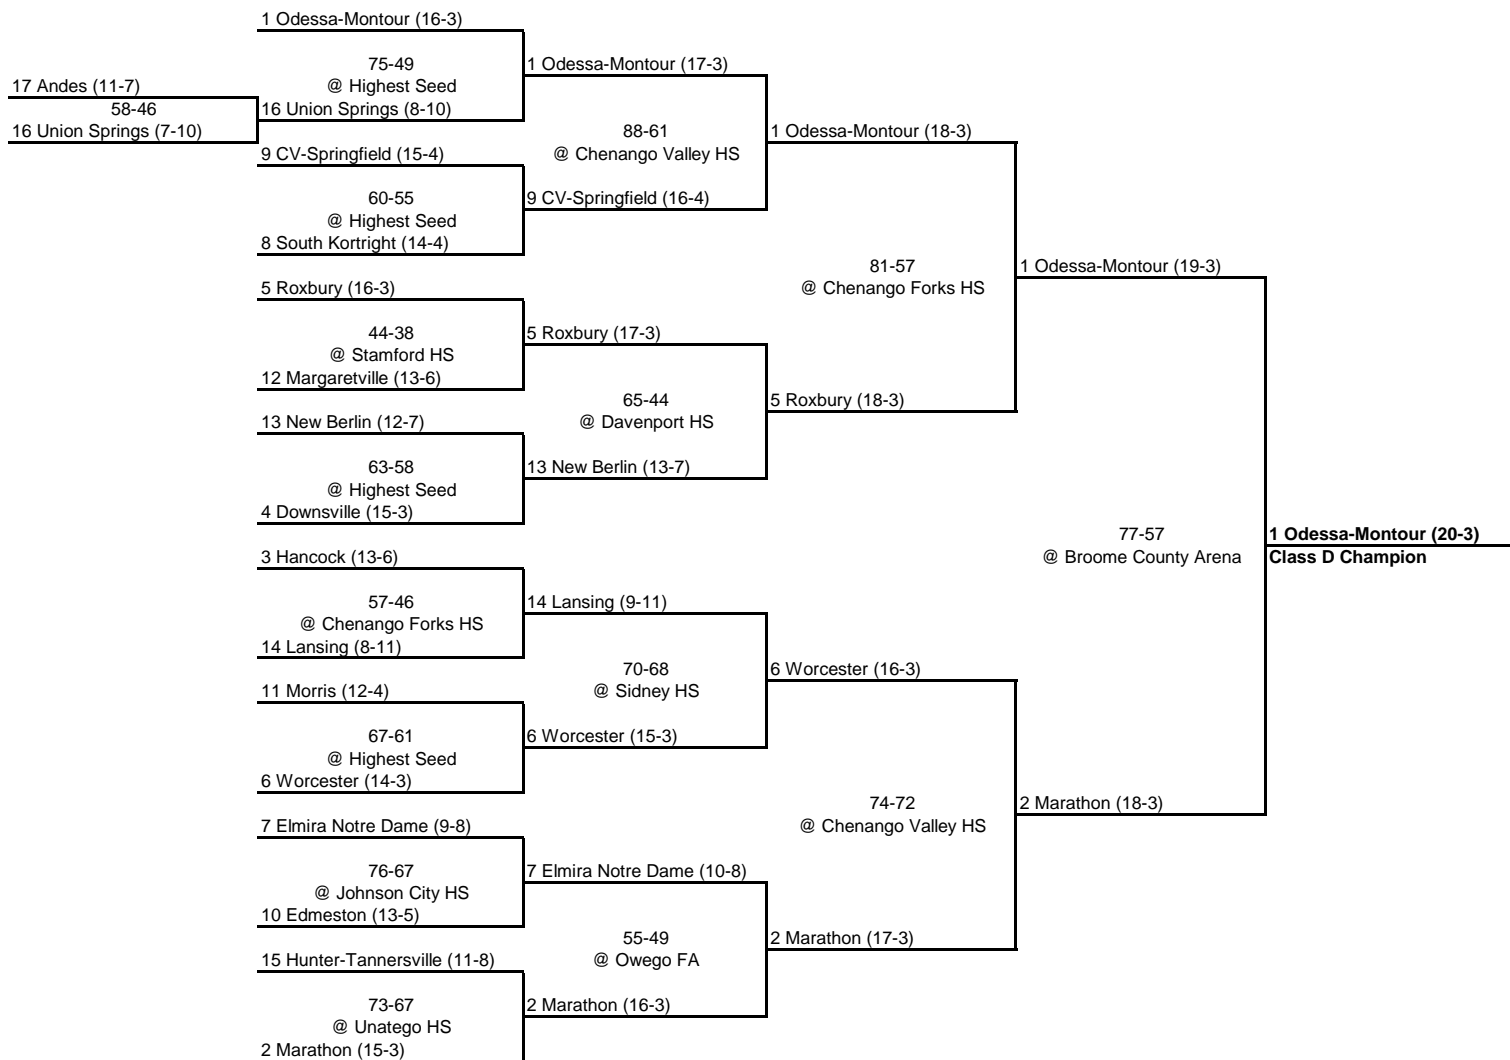 1 Odessa-Montour (16-3)
75-49
@ Highest Seed
1 Odessa-Montour (17-3)
17 Andes (11-7)
58-46
16 Union Springs (7-10)
16 Union Springs (8-10)
88-61
@ Chenango Valley HS
1 Odessa-Montour (18-3)
9 CV-Springfield (15-4)
60-55
@ Highest Seed
9 CV-Springfield (16-4)
8 South Kortright (14-4)
81-57
@ Chenango Forks HS
1 Odessa-Montour (19-3)
5 Roxbury (16-3)
44-38
@ Stamford HS
5 Roxbury (17-3)
12 Margaretville (13-6)
65-44
@ Davenport HS
5 Roxbury (18-3)
13 New Berlin (12-7)
63-58
@ Highest Seed
13 New Berlin (13-7)
4 Downsville (15-3)
77-57
@ Broome County Arena
1 Odessa-Montour (20-3)
Class D Champion
3 Hancock (13-6)
57-46
@ Chenango Forks HS
14 Lansing (9-11)
14 Lansing (8-11)
70-68
@ Sidney HS
6 Worcester (16-3)
11 Morris (12-4)
67-61
@ Highest Seed
6 Worcester (15-3)
6 Worcester (14-3)
74-72
@ Chenango Valley HS
2 Marathon (18-3)
7 Elmira Notre Dame (9-8)
76-67
@ Johnson City HS
7 Elmira Notre Dame (10-8)
10 Edmeston (13-5)
55-49
@ Owego FA
2 Marathon (17-3)
15 Hunter-Tannersville (11-8)
73-67
@ Unatego HS
2 Marathon (16-3)
2 Marathon (15-3)